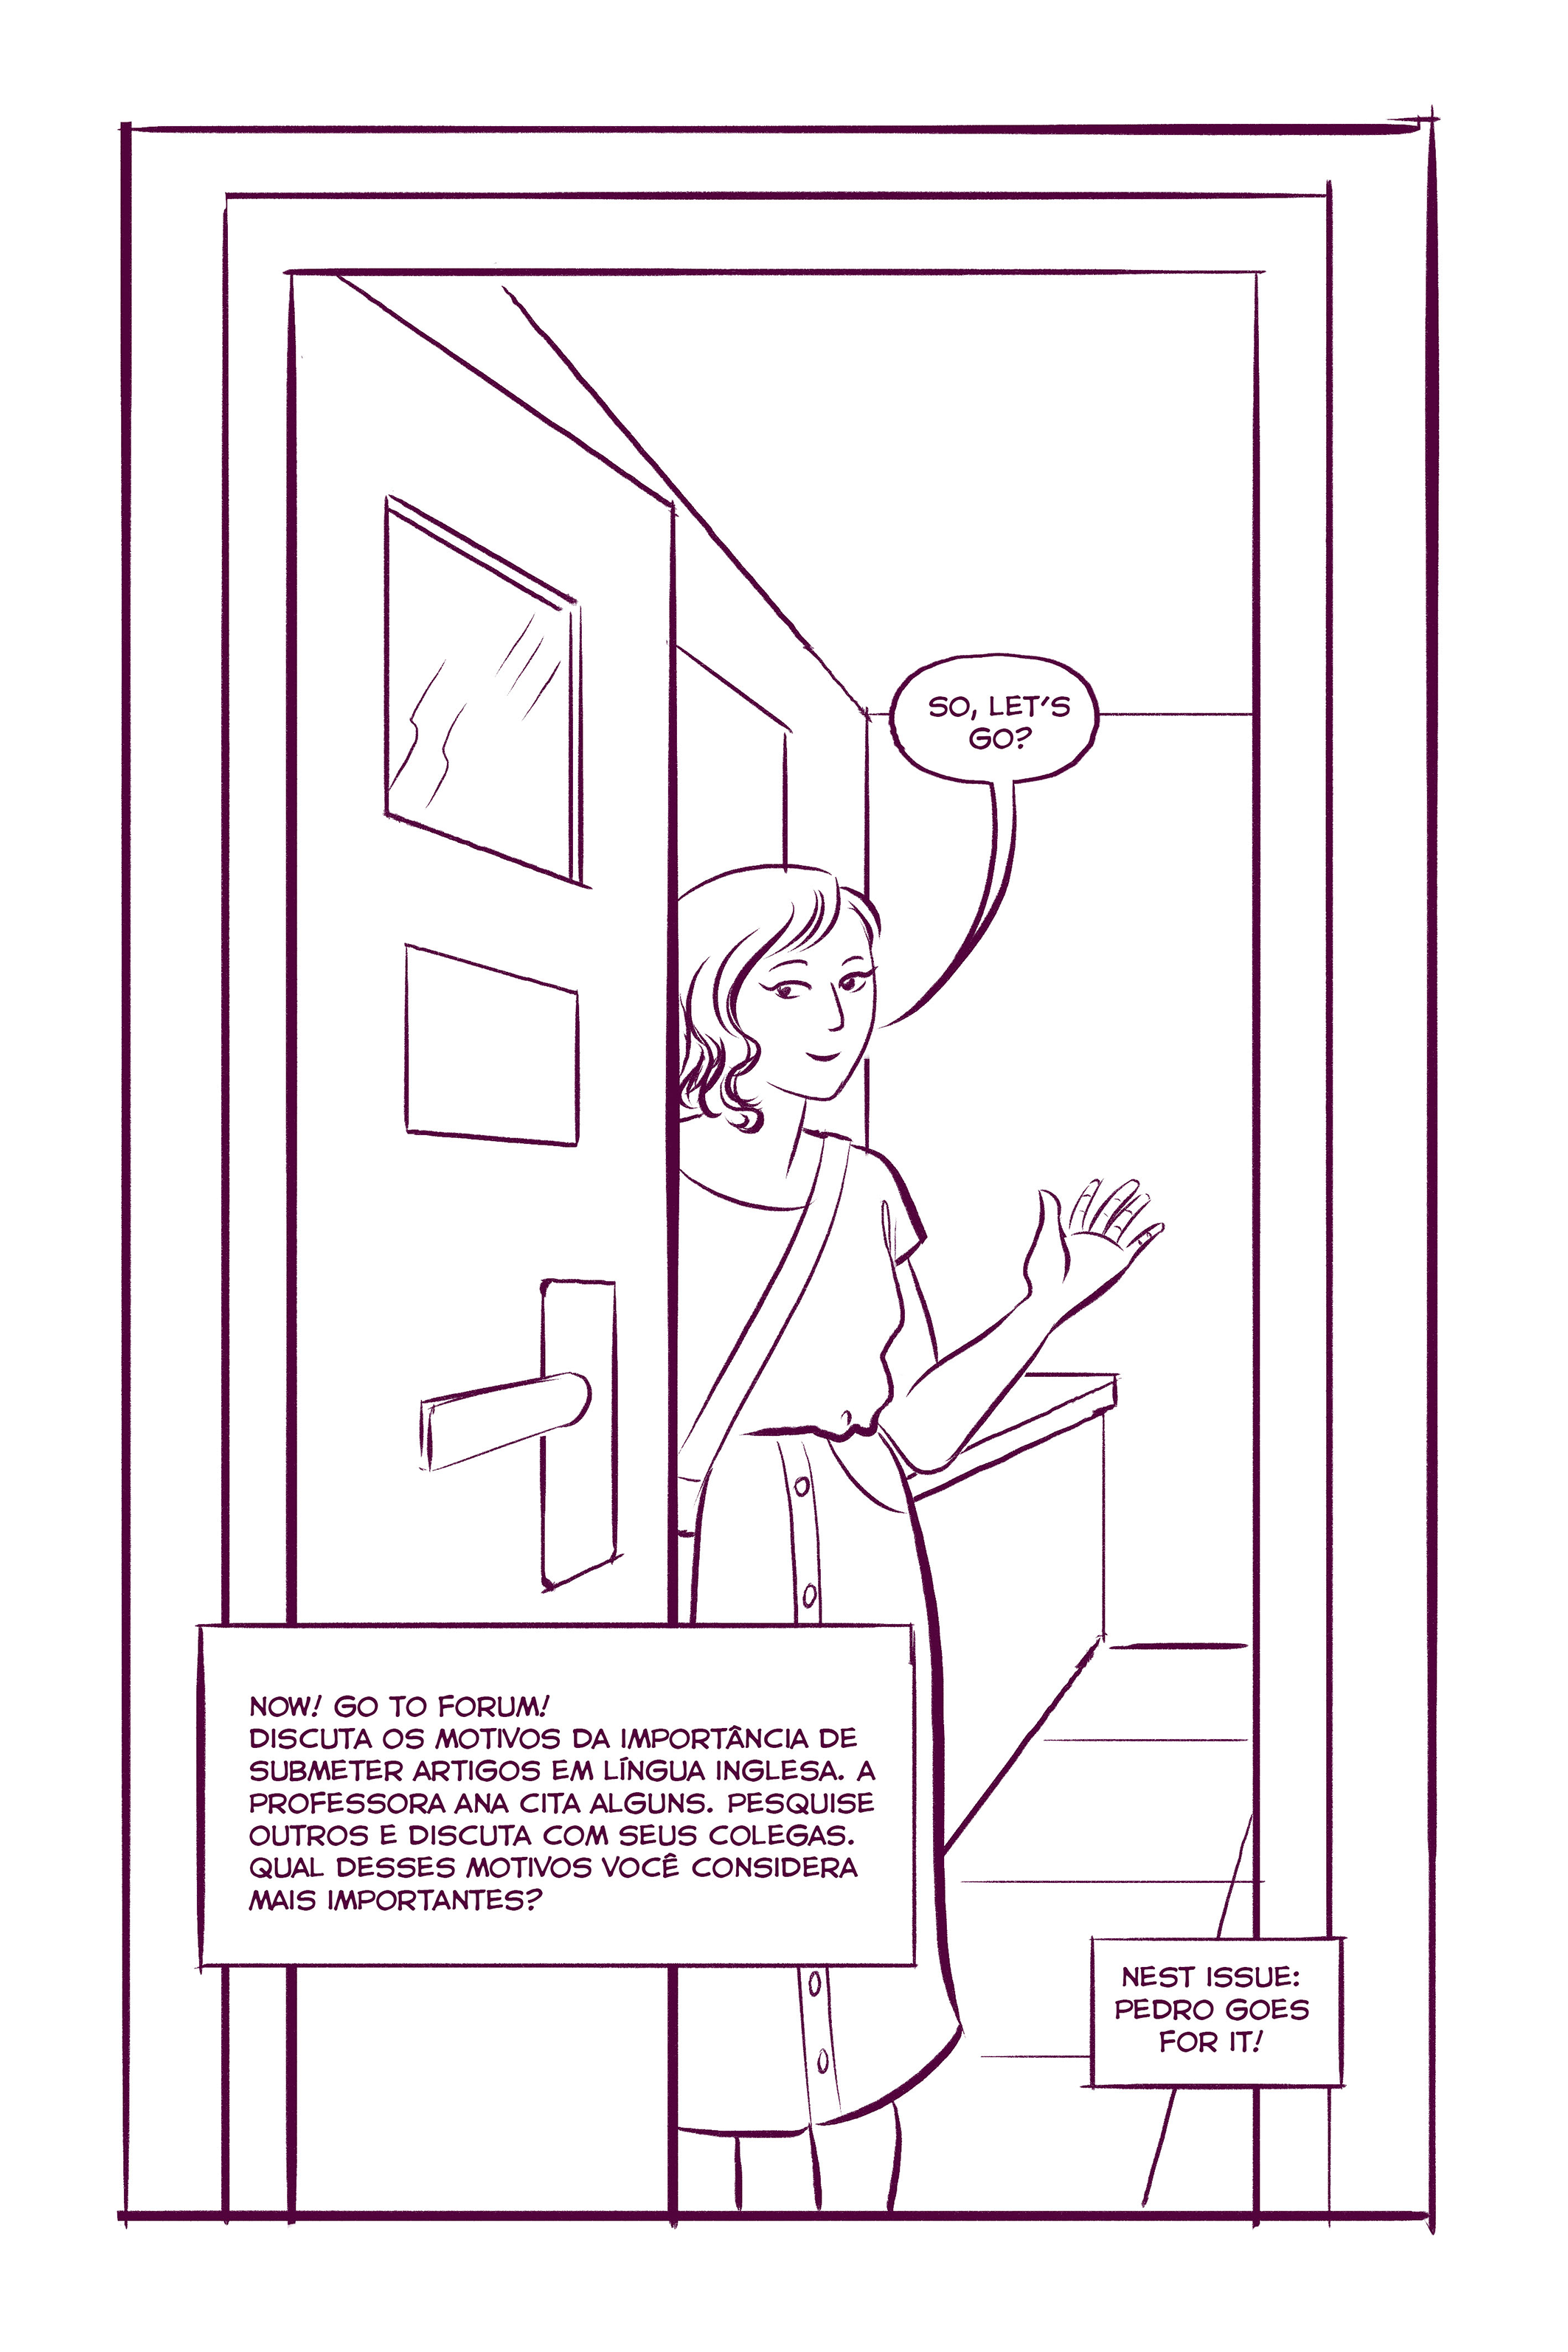 SO, LET'S
GO?
NOW! GO TO FORUM!
DISCUTA OS MOTIVOS DA IMPORTÂNCIA DE
SUBMETER ARTIGOS EM LÍNGUA INGLESA. A
PROFESSORA ANA CITA ALGUNS. PESQUISE
OUTROS E DISCUTA COM SEUS COLEGAS.
QUAL DESSES MOTIVOS VOCÊ CONSIDERA
MAIS IMPORTANTES?
NEST ISSUE:
PEDRO GOES
FOR IT!